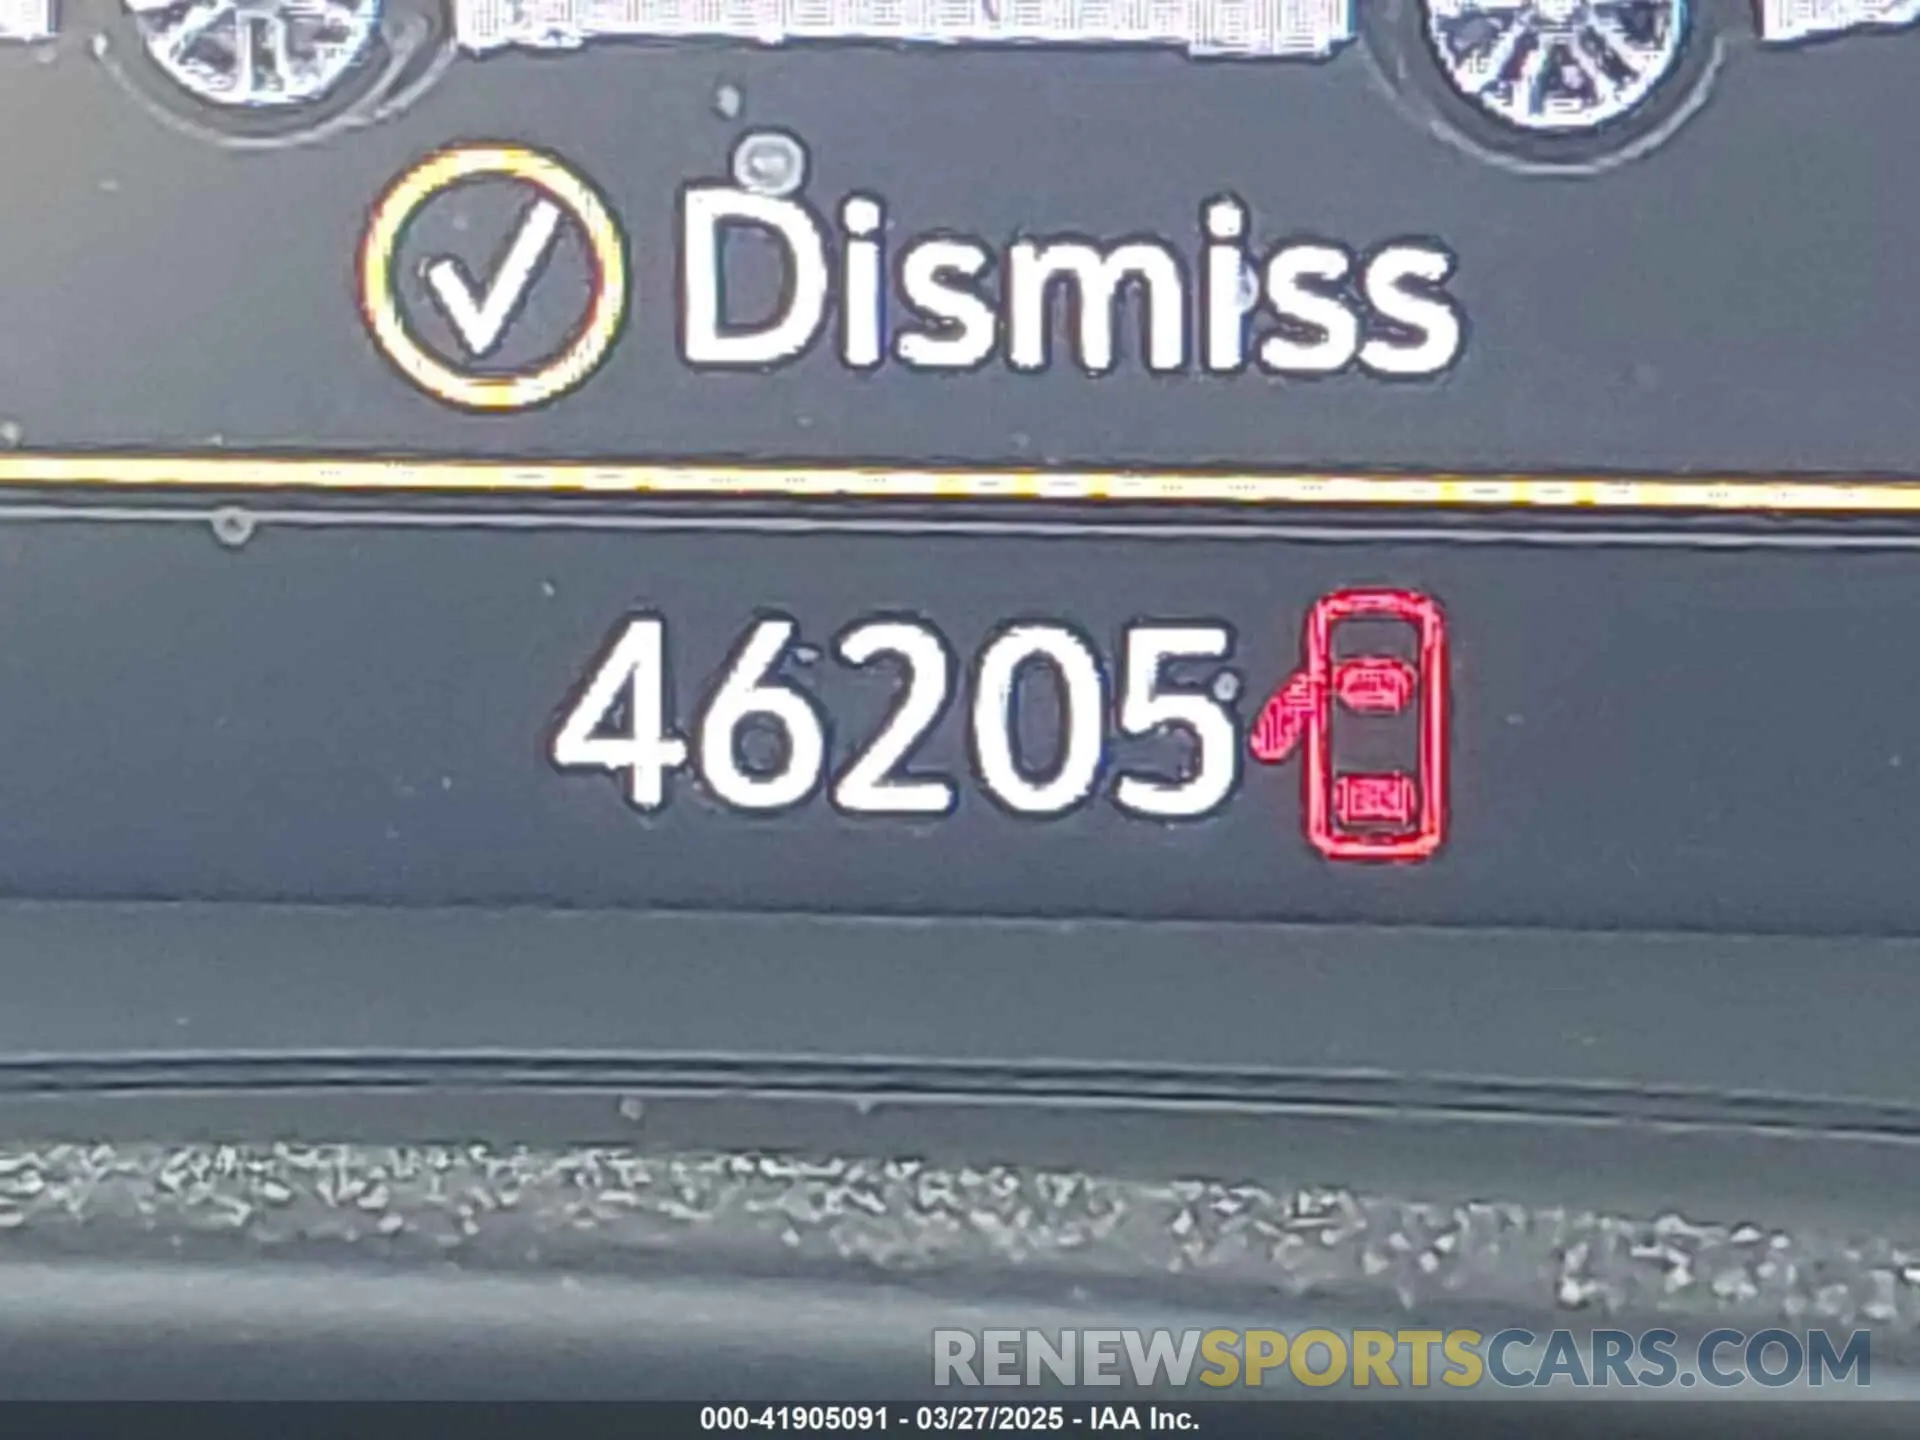 Dismiss
46205
RENEWSPORTSCARS.COM
000-41905091 - 03/27/2025 - IAA Inc.